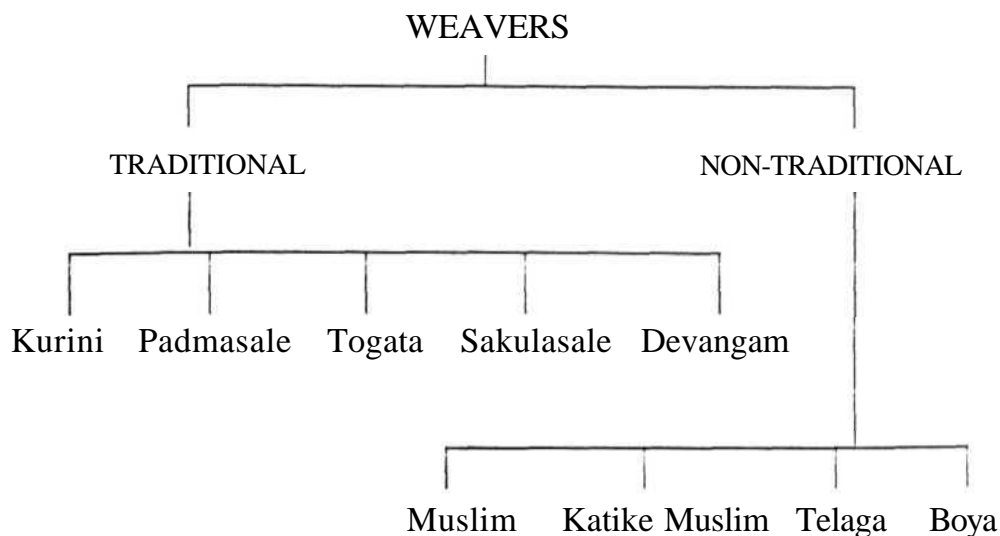 WEAVERS
TRADITIONAL NON-TRADITIONAL
Kurini Padmasale Togata Sakulasale Devangam
Muslim Katike Muslim Telaga Boya